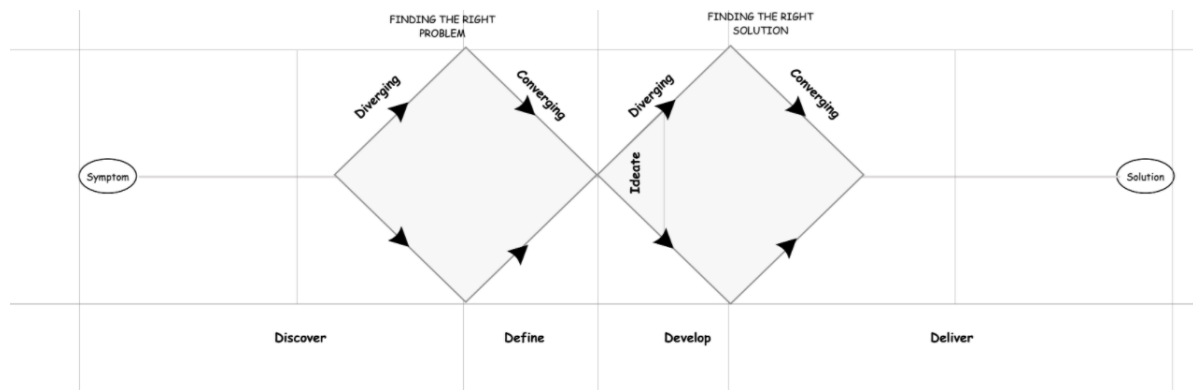 FINDING THE RIGHT
PROBLEM
FINDING THE RIGHT
SOLUTION
Diverging
Converging
Diverging
Converging
Ideate
Symptom
Solution
Discover
Define
Develop
Deliver